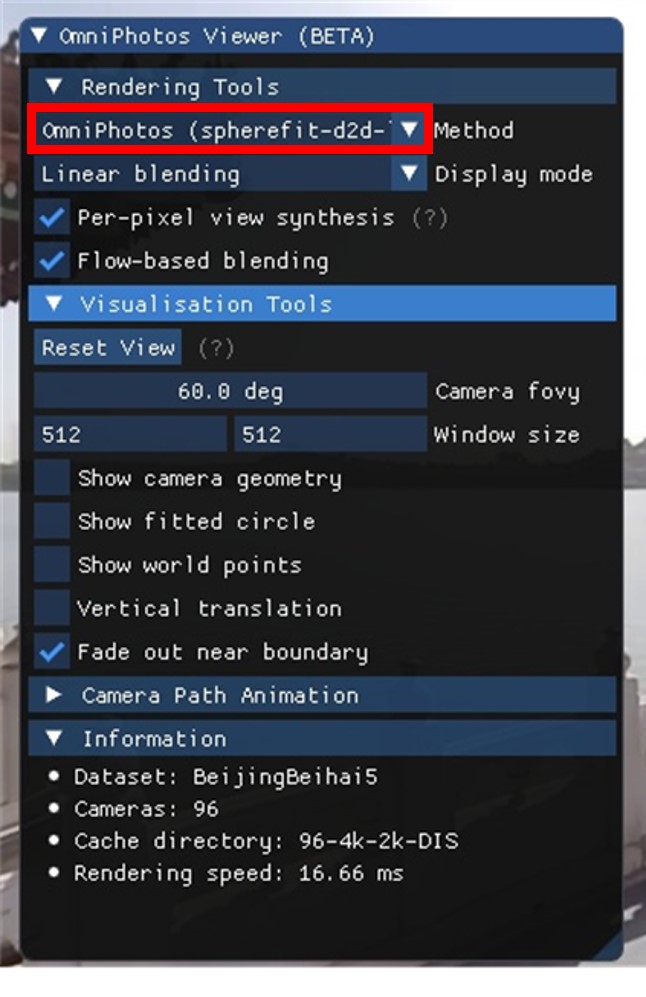 OmniPhotos Viewer (BETA)
Rendering Tools
OmniPhotos (spherefit-d2d- Method
Linear blending Display mode
Per-pixel view synthesis (?)
Flow-based blending
Visualisation Tools
Reset View (?)
60.0 deg Camera fovy
512 512 Window size
Show camera geometry
Show fitted circle
Show world points
Vertical translation
Fade out near boundary
Camera Path Animation
Information
• Dataset: BeijingBeihai5
• Cameras: 96
• Cache directory: 96-4k-2k-DIS
• Rendering speed: 16.66 ms